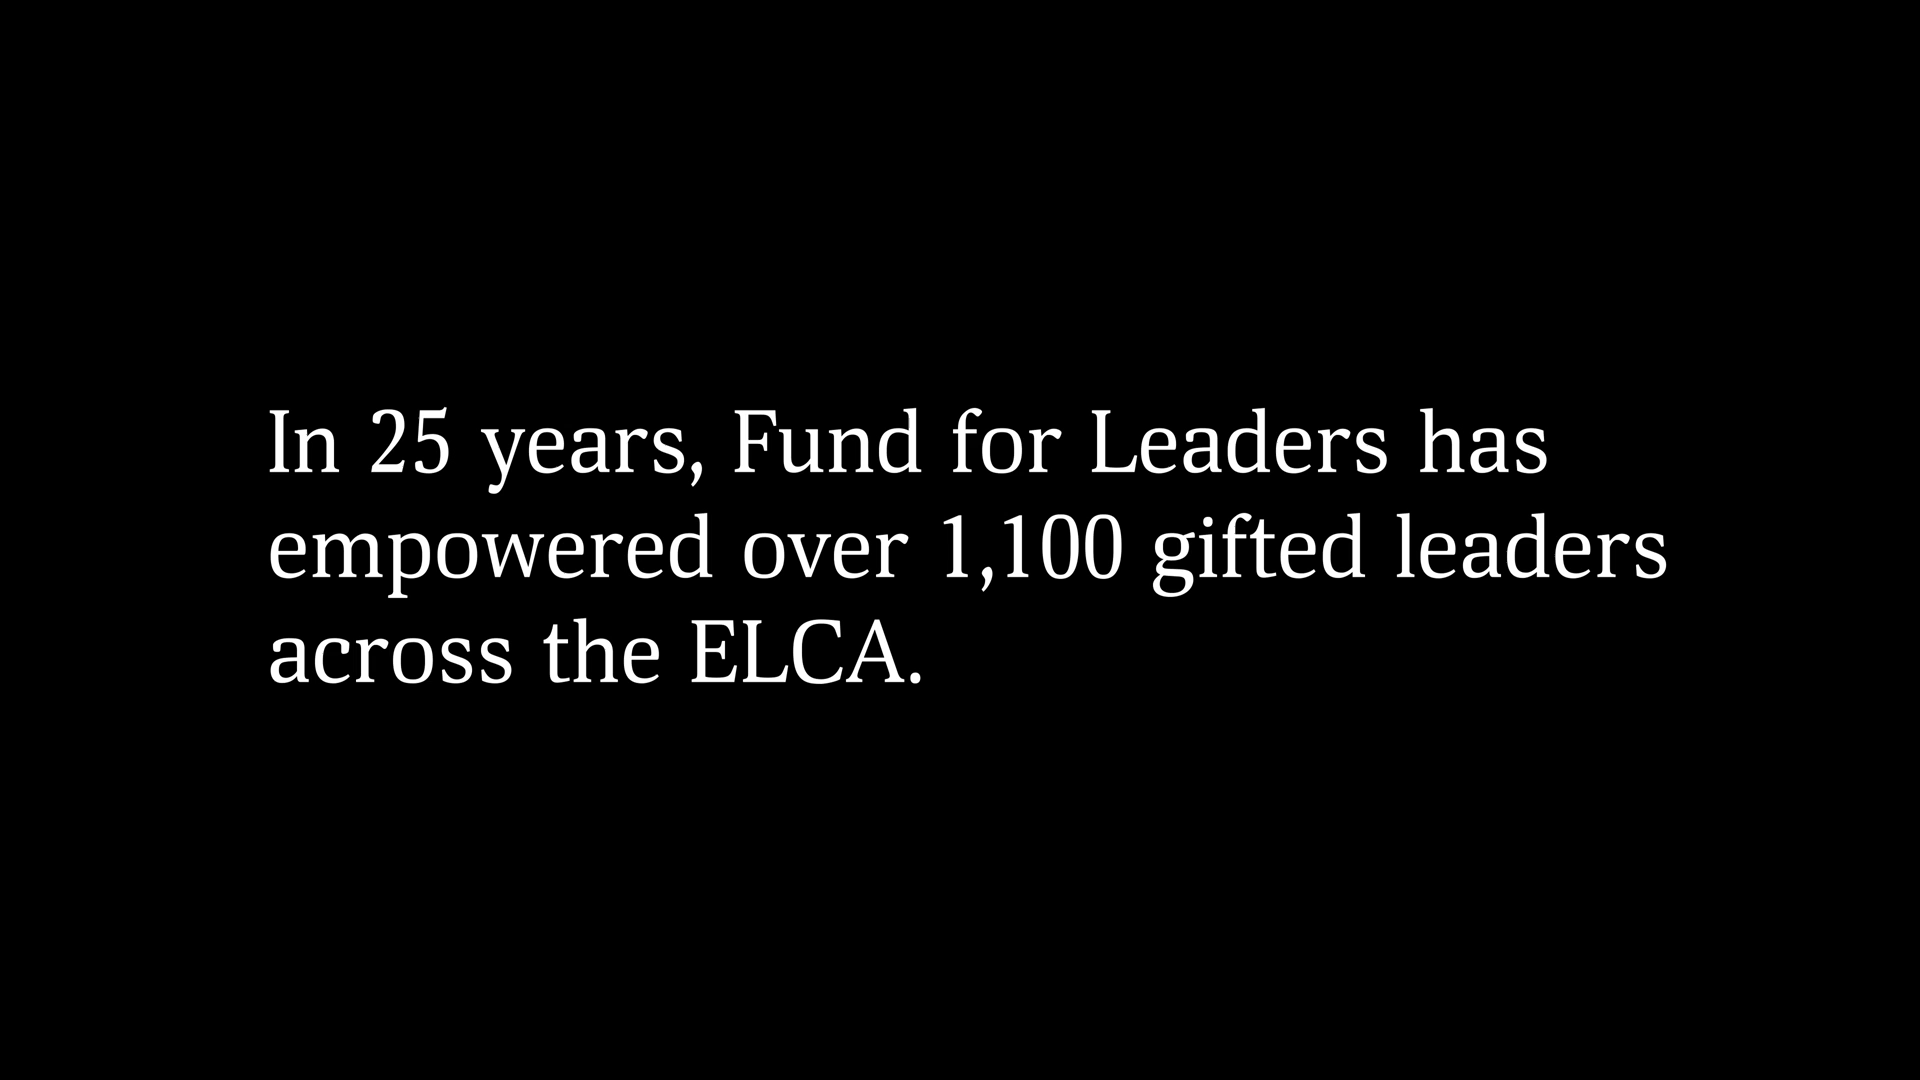 In 25 years, Fund for Leaders has
empowered over 1,100 gifted leaders
across the ELCA.